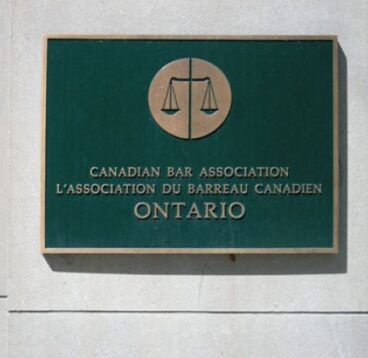 CANADIAN BAR ASSOCIATION
L'ASSOCIATION DU BARREAU CANADIEN
ONTARIO